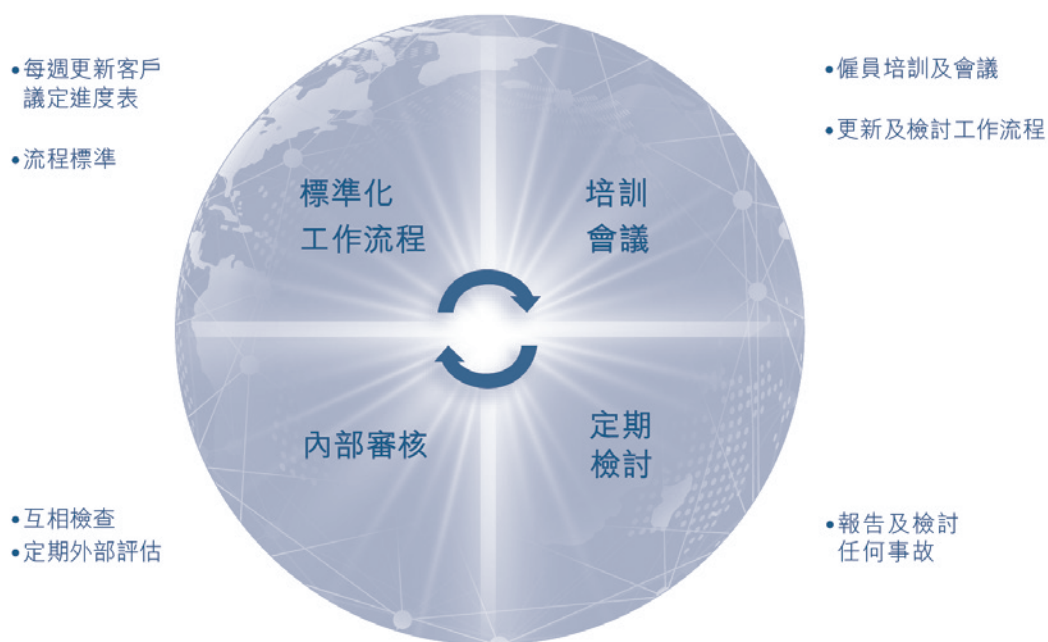 •每週更新客戶
議定進度表
•流程標準
•僱員培訓及會議
•更新及檢討工作流程
標準化
工作流程
培訓
會議
內部審核
定期
檢討
•互相檢查
•定期外部評估
•報告及檢討
任何事故